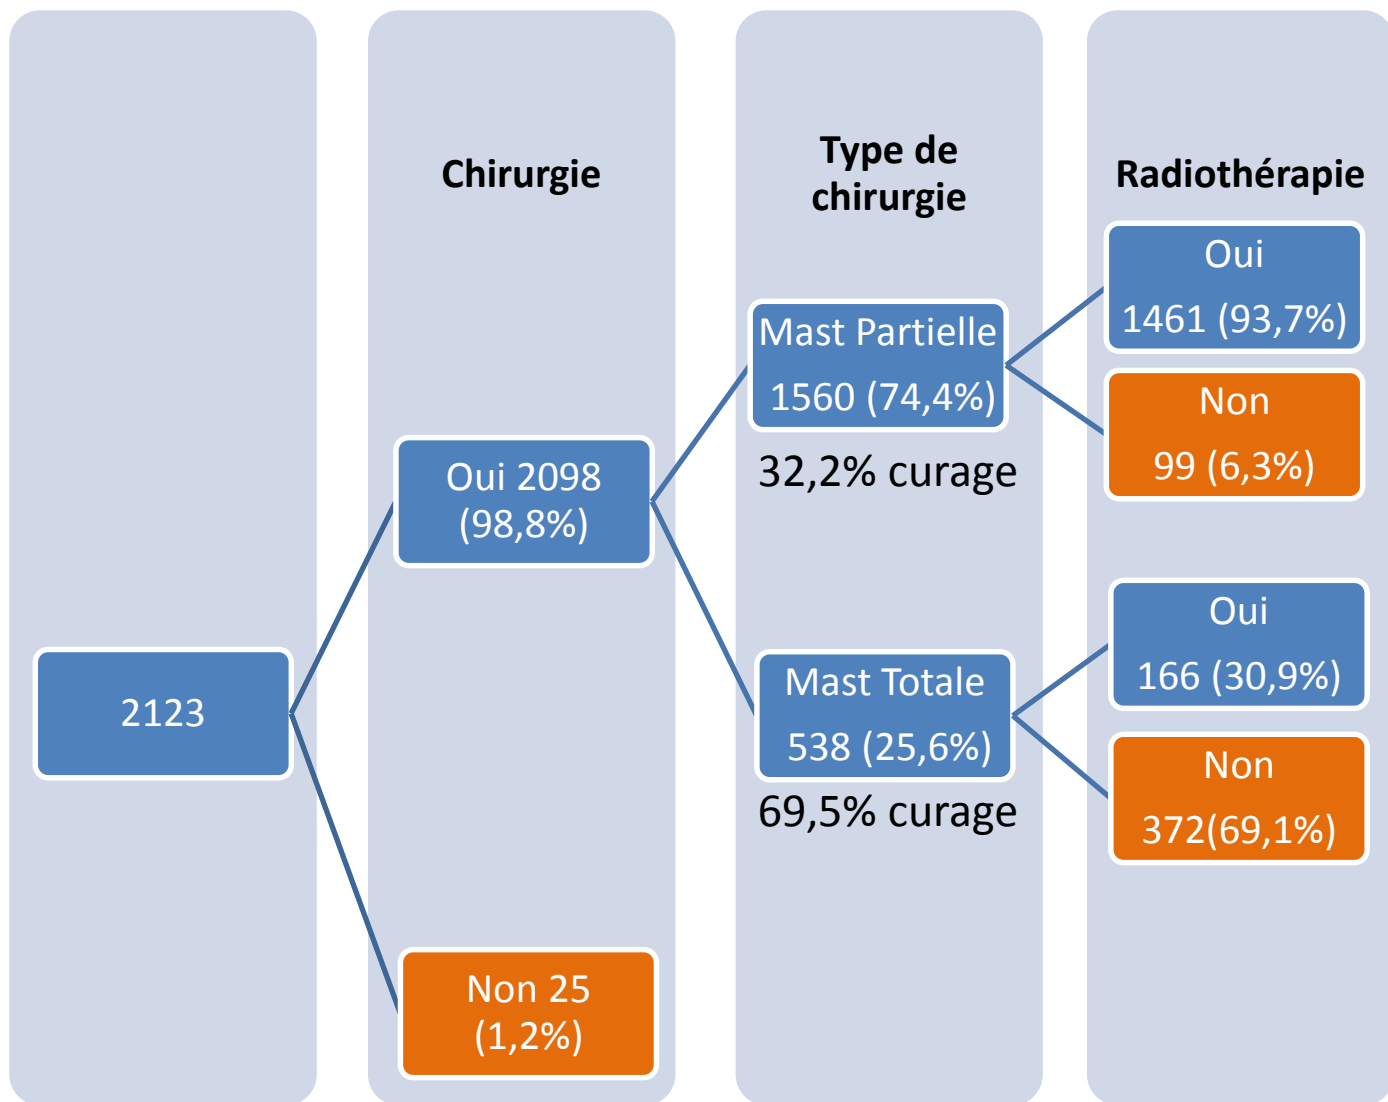 2123
Chirurgie
Oui 2098
(98,8%)
Non 25
(1,2%)
Type de
chirurgie
Mast Partielle
1560 (74,4%)
32,2% curage
Mast Totale
538 (25,6%)
69,5% curage
Radiothérapie
Oui
1461 (93,7%)
Non
99 (6,3%)
Oui
166 (30,9%)
Non
372(69,1%)